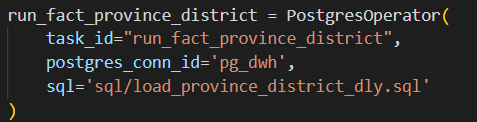 run_fact_province_district = PostgresOperator(
    task_id="run_fact_province_district",
    postgres_conn_id='pg_dwh',
    sql='sql/load_province_district_dly.sql'
)